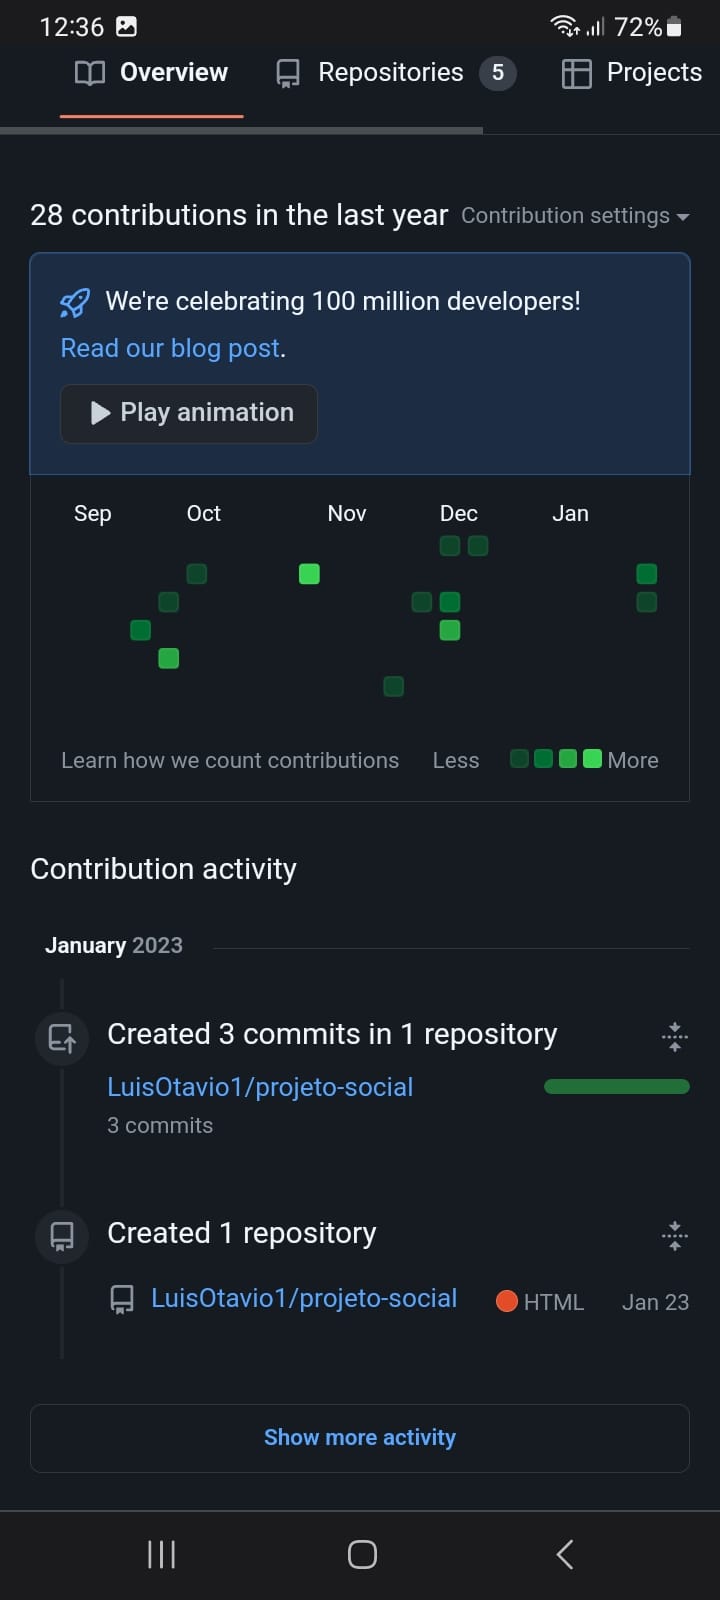 12:36 72%
Overview Repositories 5 Projects
28 contributions in the last year Contribution settings
We're celebrating 100 million developers!
Read our blog post.
Play animation
Sep Oct Nov Dec Jan
Learn how we count contributions Less More
Contribution activity
January 2023
Created 3 commits in 1 repository
LuisOtavio1/projeto-social
3 commits
Created 1 repository
LuisOtavio1/projeto-social HTML Jan 23
Show more activity